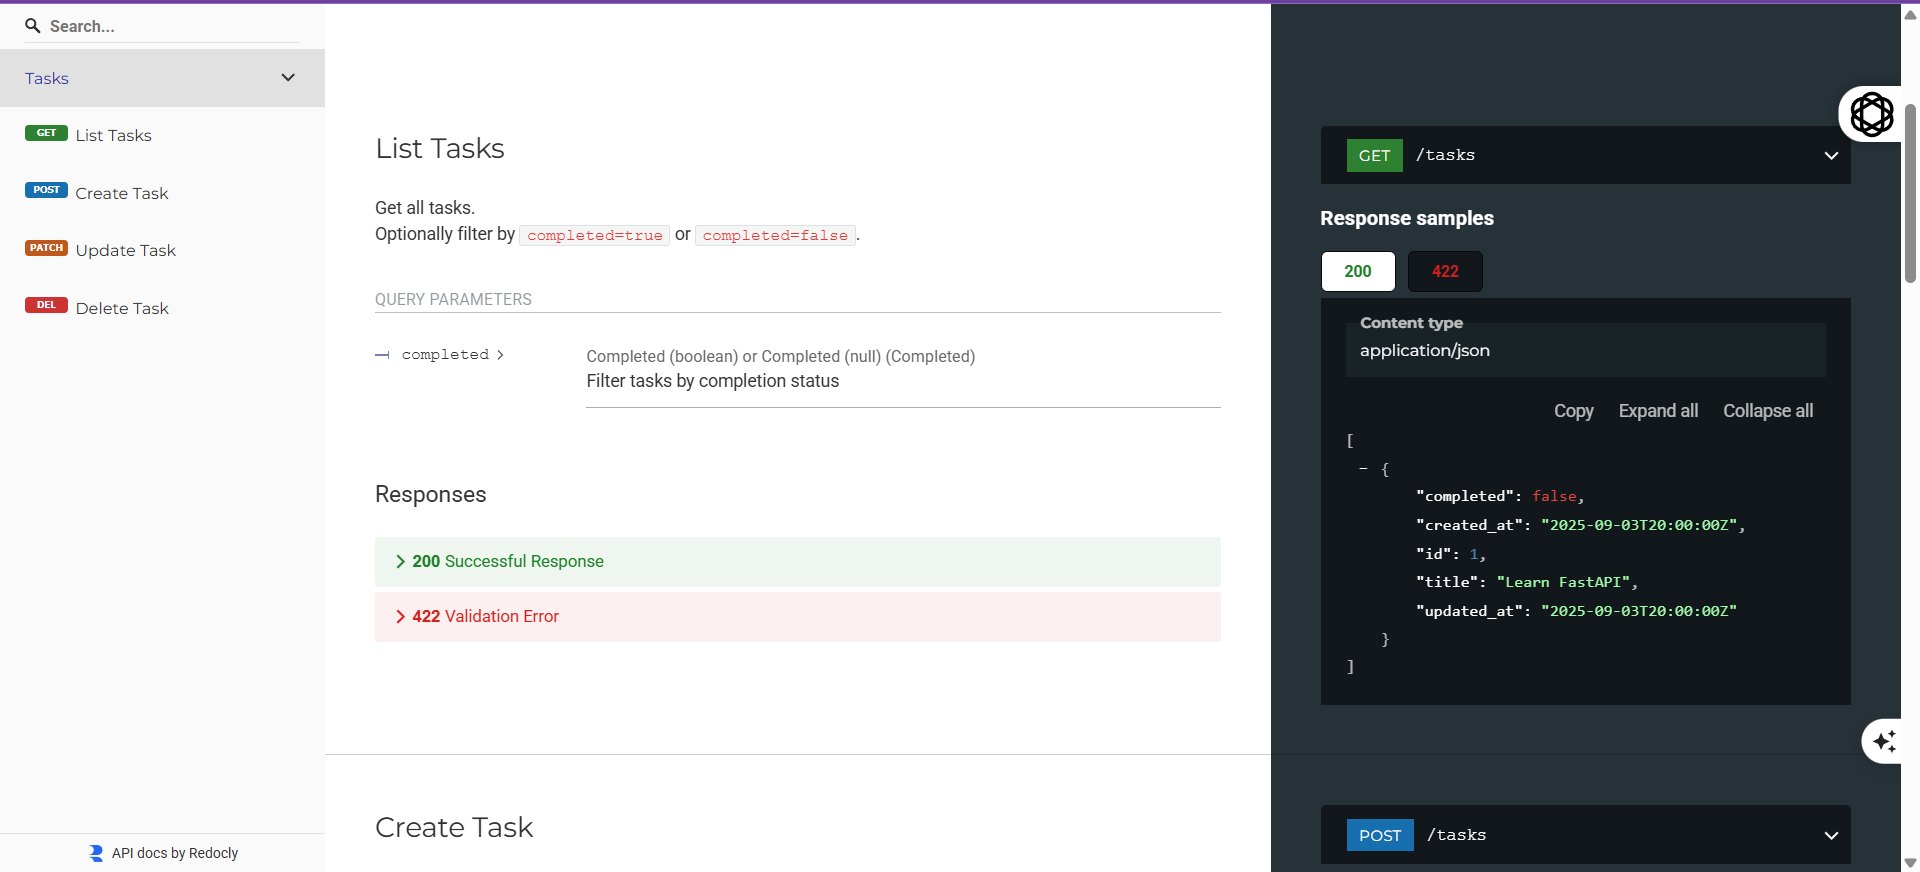 Search...
Tasks
GET List Tasks
POST Create Task
PATCH Update Task
DEL Delete Task
API docs by Redocly
List Tasks
Get all tasks.
Optionally filter by completed=true or completed=false.
QUERY PARAMETERS
completed
Completed (boolean) or Completed (null) (Completed)
Filter tasks by completion status
Responses
200 Successful Response
422 Validation Error
Create Task
GET /tasks
Response samples
200 422
Content type
application/json
Copy Expand all Collapse all
[
- {
"completed": false,
"created_at": "2025-09-03T20:00:00Z",
"id": 1,
"title": "Learn FastAPI",
"updated_at": "2025-09-03T20:00:00Z"
}
]
POST /tasks